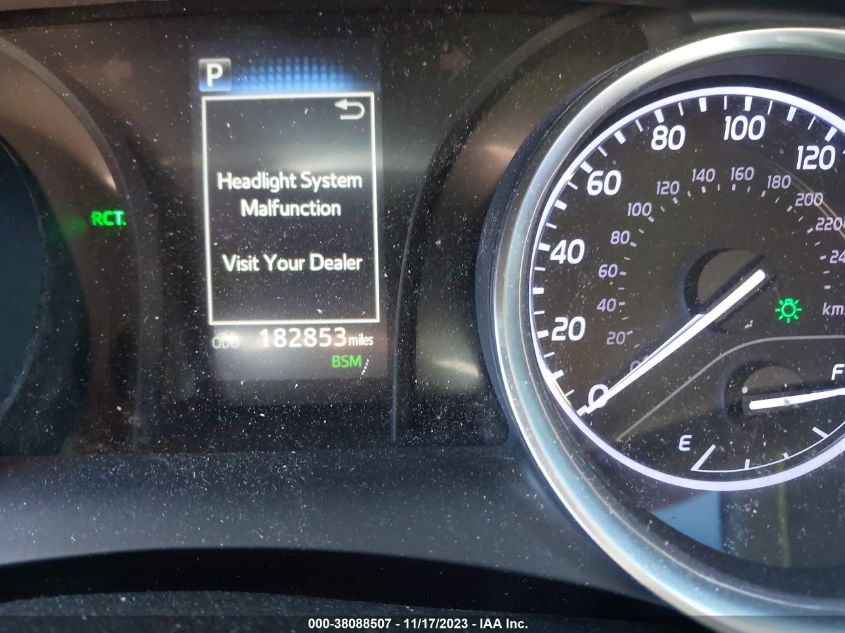 P
Headlight System
Malfunction
Visit Your Dealer
ODO 182853 miles
BSM
RCT.
0
20
40
60
80
100
120
20
40
60
80
100
120
140
160
180
200
220
km
E
F
000-38088507 - 11/17/2023 - IAA Inc.